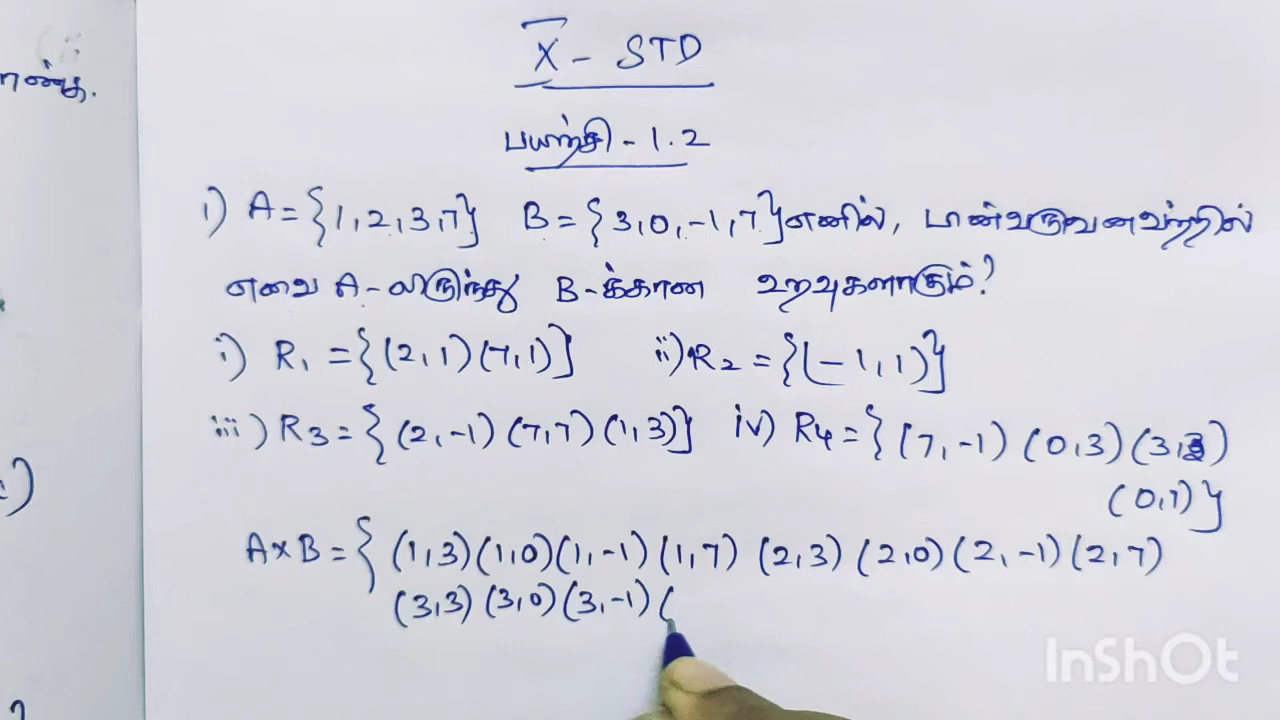 X - STD
பயிற்சி - 1.2
1) A = {1, 2, 3, 7} B = {3, 0, -1, 7} எனில், பின்வருவனவற்றில்
எவை A-லிருந்து B-க்கான உறவுகளாகும்?
i) R₁ = {(2, 1) (7, 1)} ii) R₂ = {(-1, 1)}
iii) R₃ = {(2, -1) (7, 7) (1, 3)} iv) R₄ = {(7, -1) (0, 3) (3, 3)
(0, 7)}
A×B = { (1, 3) (1, 0) (1, -1) (1, 7) (2, 3) (2, 0) (2, -1) (2, 7)
(3, 3) (3, 0) (3, -1) (
InShOt